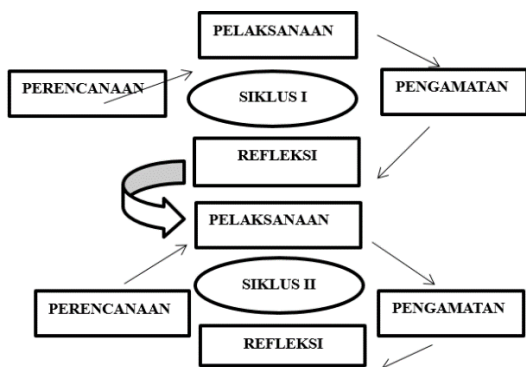 PELAKSANAAN
PERENCANAAN
SIKLUS I
PENGAMATAN
REFLEKSI
PELAKSANAAN
SIKLUS II
PERENCANAAN
PENGAMATAN
REFLEKSI